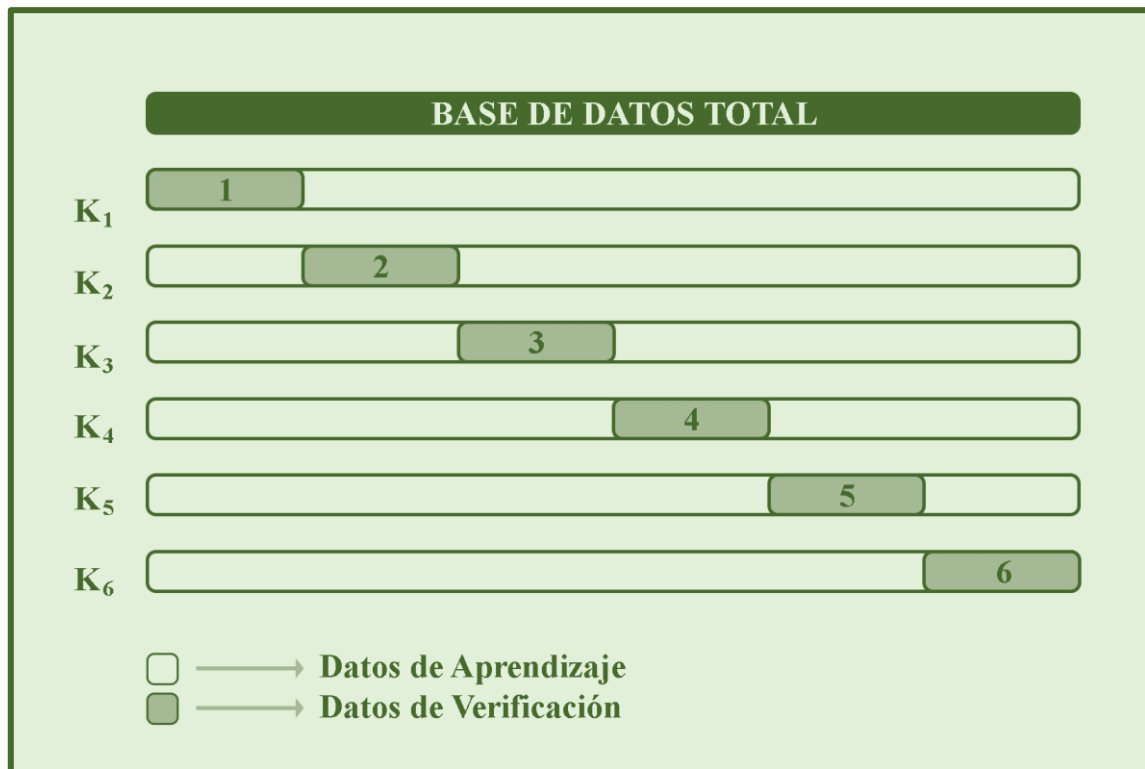 BASE DE DATOS TOTAL
K₁ 1
K₂ 2
K₃ 3
K₄ 4
K₅ 5
K₆ 6
Datos de Aprendizaje
Datos de Verificación